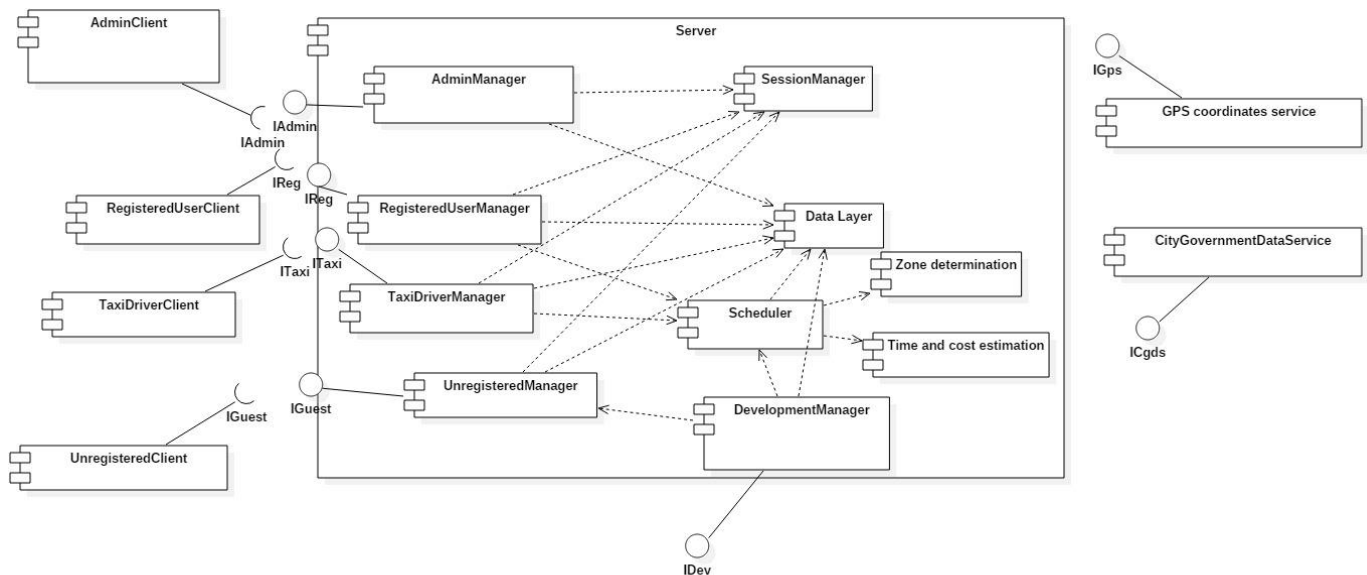 AdminClient
Server
IGps
AdminManager
SessionManager
GPS coordinates service
IAdmin
IAdmin
IReg
IReg
RegisteredUserClient
RegisteredUserManager
Data Layer
CityGovernmentDataService
ITaxi
ITaxi
Zone determination
TaxiDriverClient
TaxiDriverManager
Scheduler
Time and cost estimation
ICgds
IGuest
IGuest
UnregisteredManager
DevelopmentManager
UnregisteredClient
IDev